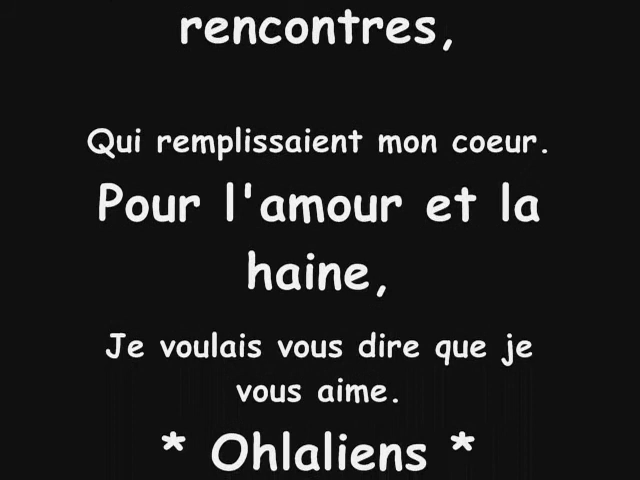 rencontres,
Qui remplissaient mon coeur.
Pour l'amour et la
haine,
Je voulais vous dire que je
vous aime.
* Ohlaliens *